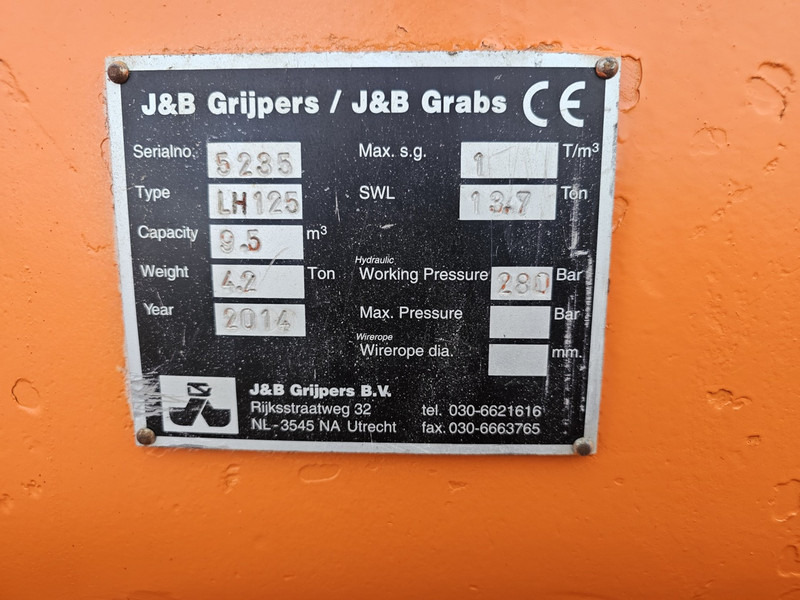 J&B Grijpers / J&B Grabs CE
Serialno. 5235
Type LH125
Capacity 9.5 m³
Weight 4.2 Ton
Year 2014
Max. s.g. 1 T/m³
SWL 13.7 Ton
Hydraulic
Working Pressure 280 Bar
Max. Pressure Bar
Wirerope
Wirerope dia. mm.
J&B Grijpers B.V.
Rijksstraatweg 32 tel. 030-6621616
NL-3545 NA Utrecht fax. 030-6663765